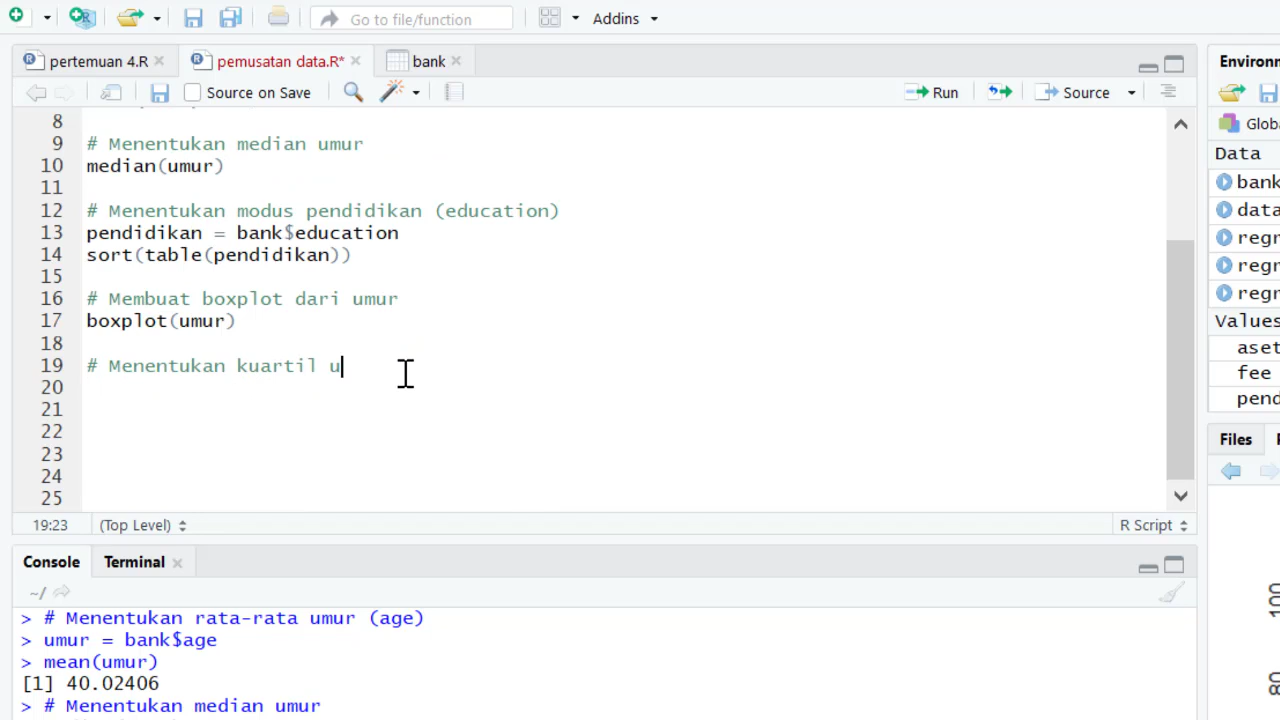 Go to file/function
Addins
pertemuan 4.R
pemusatan data.R*
bank
Source on Save
Run
Source
8
9 # Menentukan median umur
10 median(umur)
11
12 # Menentukan modus pendidikan (education)
13 pendidikan = bank$education
14 sort(table(pendidikan))
15
16 # Membuat boxplot dari umur
17 boxplot(umur)
18
19 # Menentukan kuartil u
20
21
22
23
24
25
19:23 (Top Level) R Script
Console Terminal
~/
> # Menentukan rata-rata umur (age)
> umur = bank$age
> mean(umur)
[1] 40.02406
> # Menentukan median umur
Environm
Globa
Data
bank
data
regr
regr
regr
Values
aset
fee
pend
Files
100
80